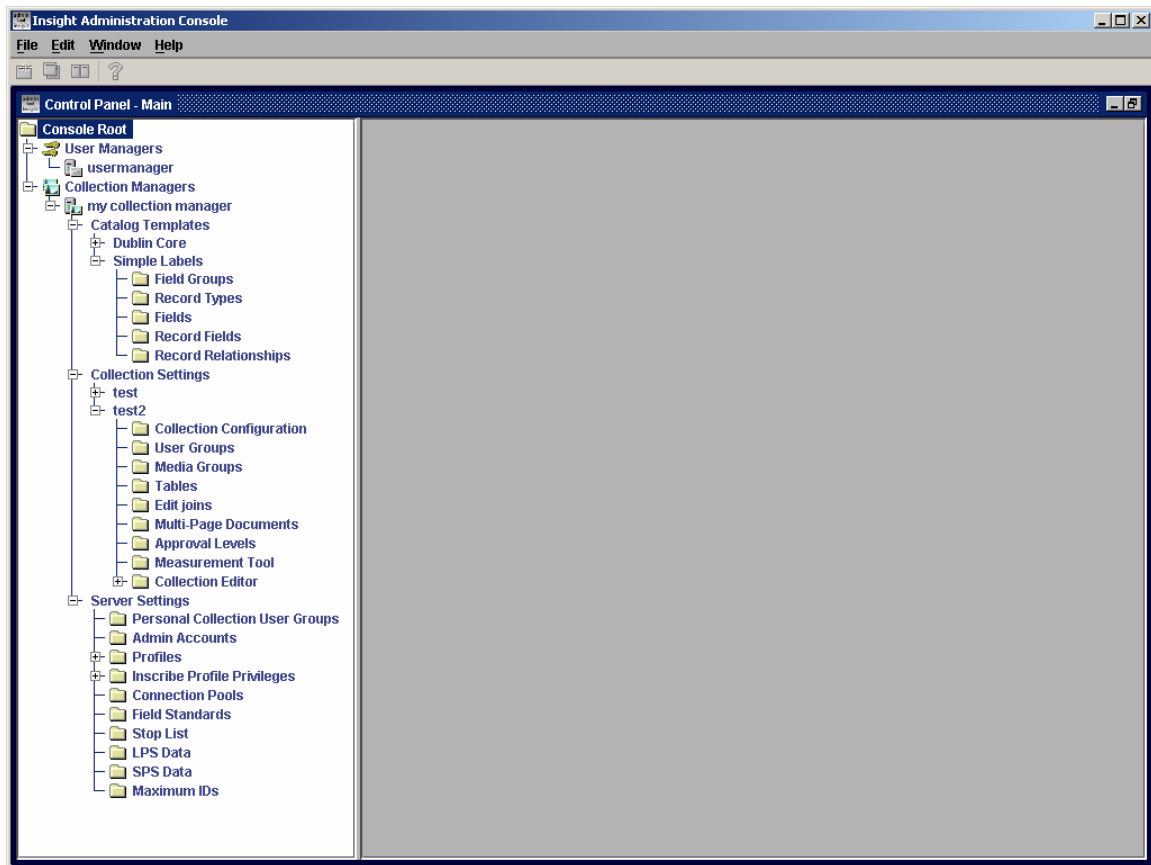 Insight Administration Console
File Edit Window Help
Control Panel - Main
Console Root
User Managers
usermanager
Collection Managers
my collection manager
Catalog Templates
Dublin Core
Simple Labels
Field Groups
Record Types
Fields
Record Fields
Record Relationships
Collection Settings
test
test2
Collection Configuration
User Groups
Media Groups
Tables
Edit joins
Multi-Page Documents
Approval Levels
Measurement Tool
Collection Editor
Server Settings
Personal Collection User Groups
Admin Accounts
Profiles
Inscribe Profile Privileges
Connection Pools
Field Standards
Stop List
LPS Data
SPS Data
Maximum IDs